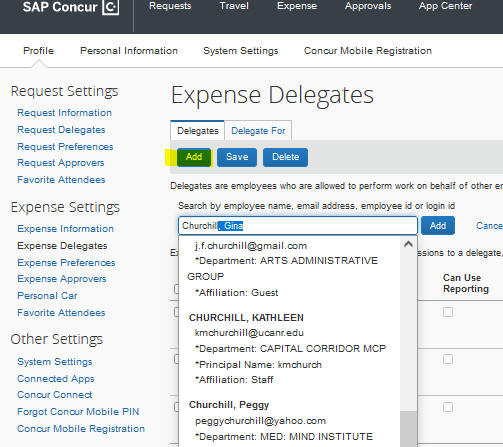 SAP Concur C
Requests Travel Expense Approvals App Center
Profile Personal Information System Settings Concur Mobile Registration
Request Settings
Request Information
Request Delegates
Request Preferences
Request Approvers
Favorite Attendees
Expense Settings
Expense Information
Expense Delegates
Expense Preferences
Expense Approvers
Personal Car
Favorite Attendees
Other Settings
System Settings
Connected Apps
Concur Connect
Forgot Concur Mobile PIN
Concur Mobile Registration
Expense Delegates
Delegates Delegate For
Add Save Delete
Delegates are employees who are allowed to perform work on behalf of other em
Search by employee name, email address, employee id or login id
Churchill, Gina Add Cance
Ex
ssions to a delegate,
j.f.churchill@gmail.com
*Department: ARTS ADMINISTRATIVE
GROUP
*Affiliation: Guest
CHURCHILL, KATHLEEN
kmchurchill@ucanr.edu
*Department: CAPITAL CORRIDOR MCP
*Principal Name: kmchurch
*Affiliation: Staff
Churchill, Peggy
peggychurchill@yahoo.com
*Department: MED: MIND INSTITUTE
Can Use
Reporting